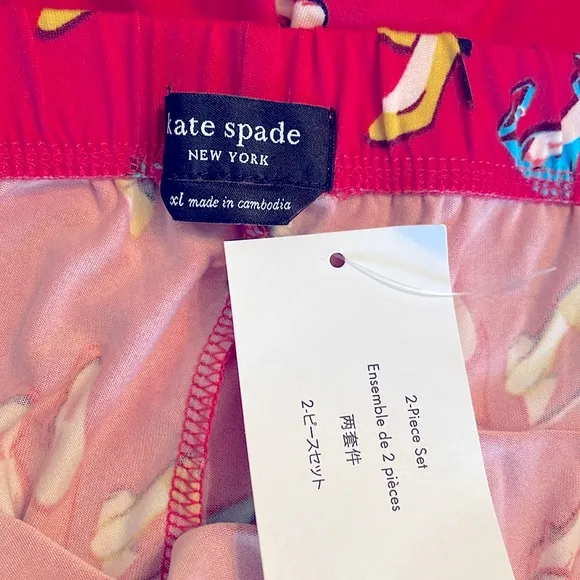 kate spade
NEW YORK
xl made in cambodia
2-Piece Set
Ensemble de 2 pièces
两套件
2-ピースセット